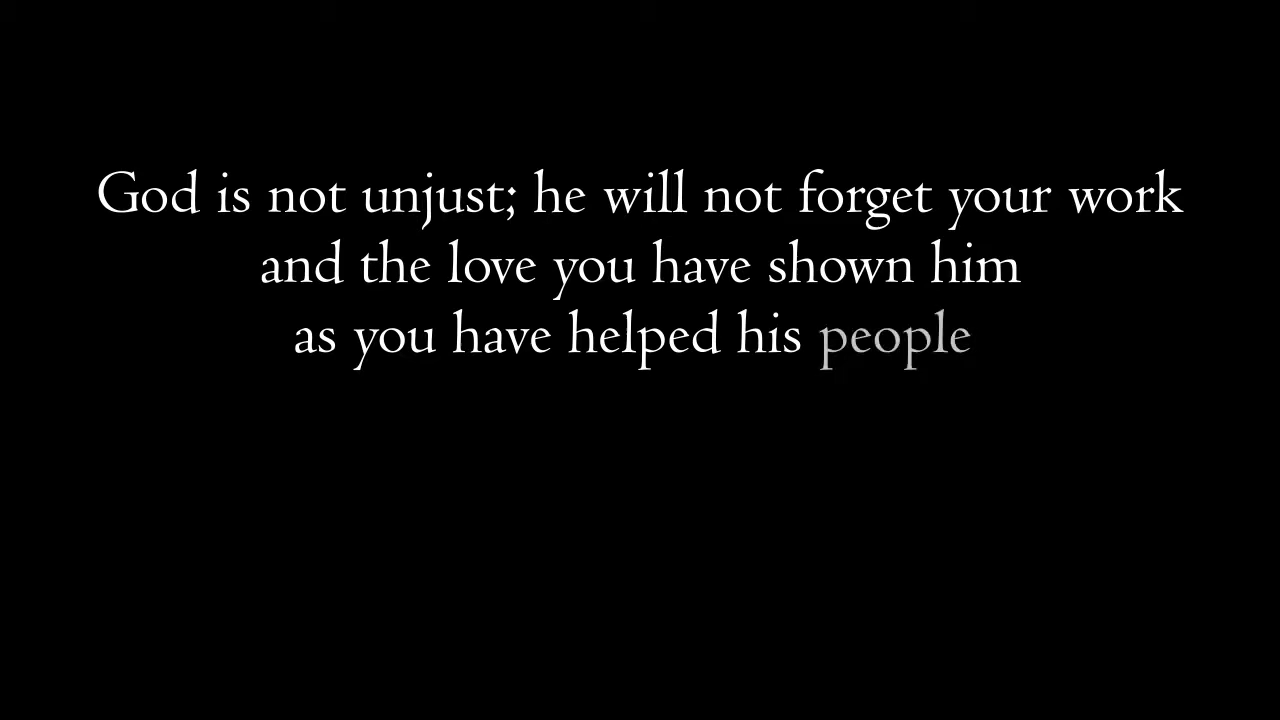 God is not unjust; he will not forget your work
and the love you have shown him
as you have helped his people